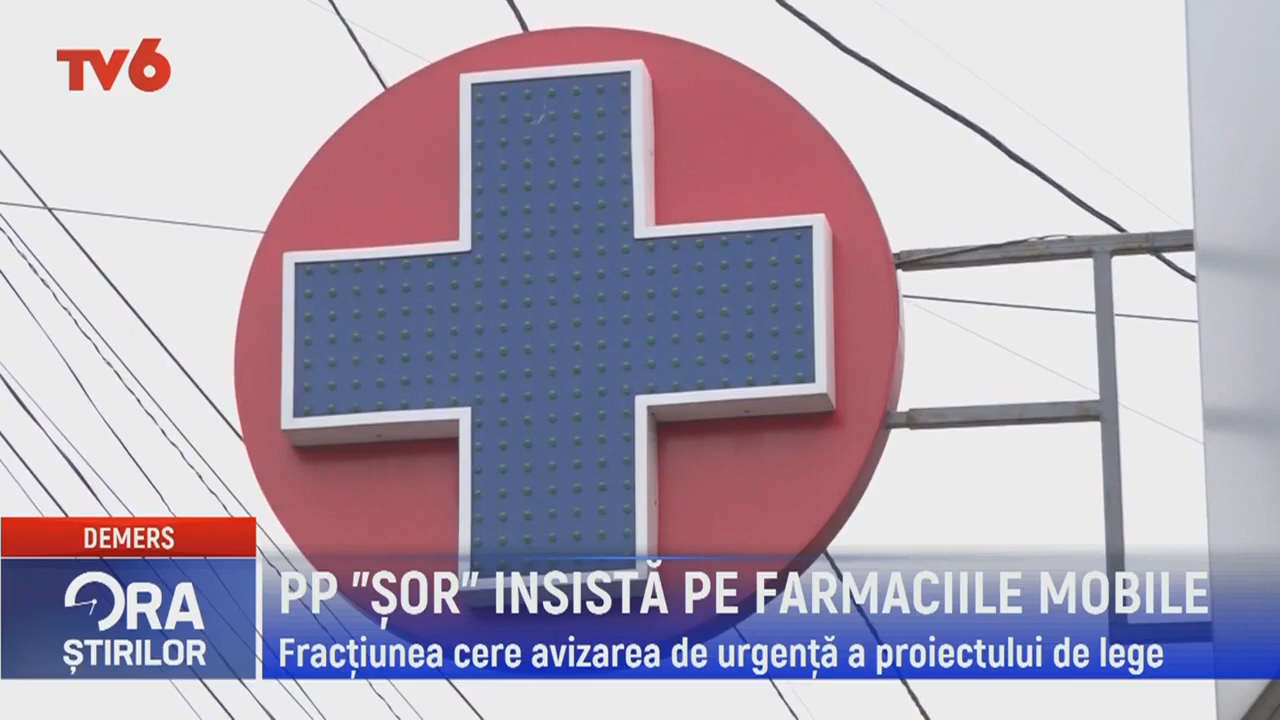 TV6
DEMERS
ORA
ȘTIRILOR
PP "ȘOR" INSISTĂ PE FARMACIILE MOBILE
Fracțiunea cere avizarea de urgență a proiectului de lege